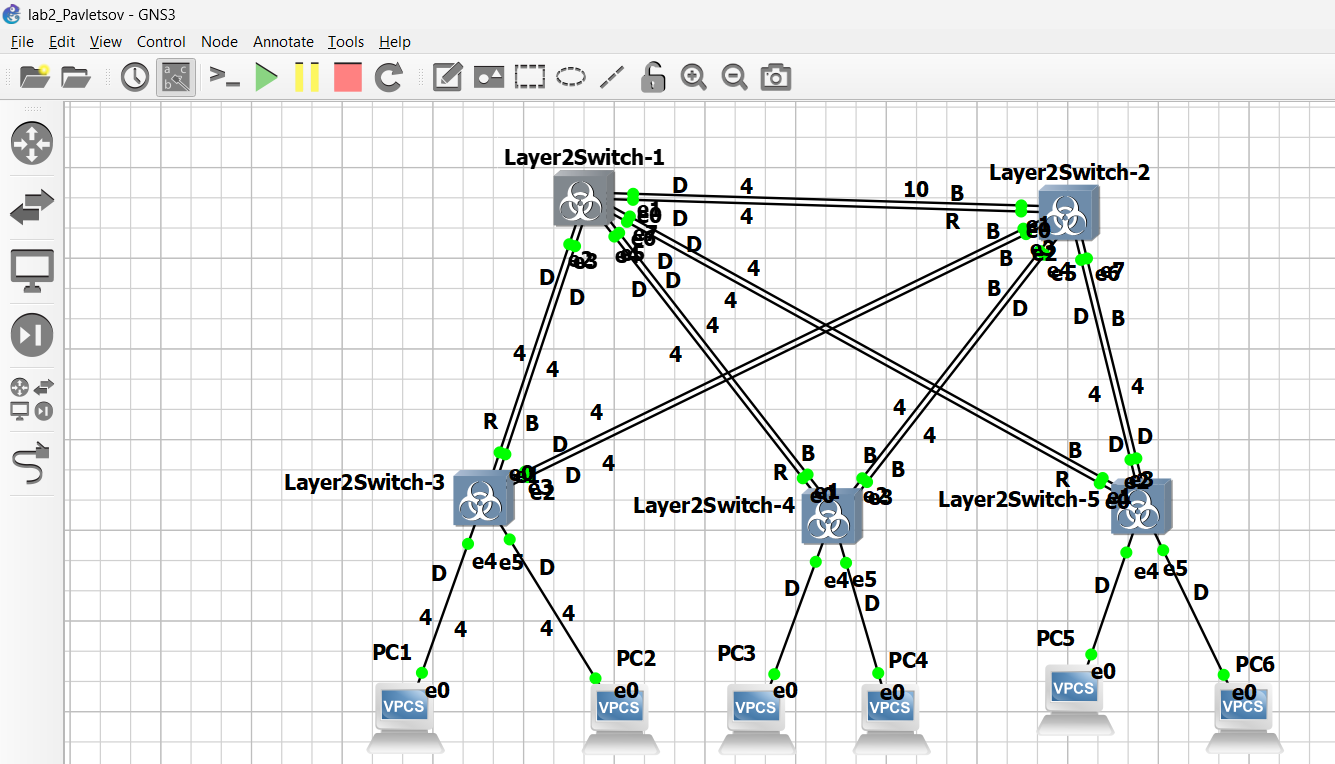 lab2_Pavletsov - GNS3
File Edit View Control Node Annotate Tools Help
Layer2Switch-1
Layer2Switch-2
D 4 10 B
D 4 R
e1
e0
e7
e6
e4 e5
e2 e3
B e1
e0
B e3
e2
e4 e5 e6 e7
D D
D D D D
B D D B
4 4
4 4
4 4
4 4
4 4
4 4
R B
D D
B B B
R
B D D
R
Layer2Switch-3
e0
e3
e2
Layer2Switch-4
e0 e1
e2 e3
Layer2Switch-5
e2 e3
e1
e0
D e4 e5 D
D e4 e5 D
D e4 e5 D
4 4 4 4
PC1 PC2 PC3 PC4 PC5 PC6
e0 e0 e0 e0 e0 e0
VPCS VPCS VPCS VPCS VPCS VPCS